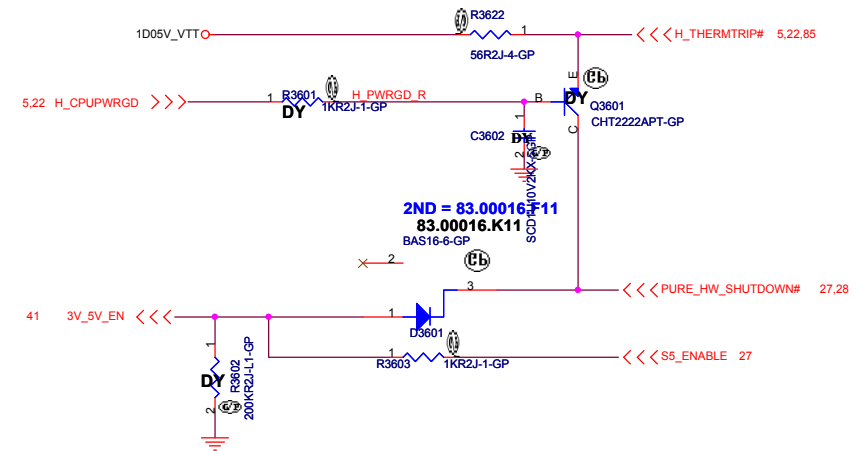 R3622
1D05V_VTT
1
H_THERMTRIP# 5,22,85
56R2J-4-GP
E
R3601
H_PWRGD_R
1
B
DY
Q3601
5,22 H_CPUPWRGD
1KR2J-1-GP
DY
CHT2222APT-GP
1
C3602
DY
C
2
2ND = 83.00016.F11
83.00016.K11
BAS16-6-GP
2
3
PURE_HW_SHUTDOWN# 27,28
41 3V_5V_EN
1
D3601
1
1
R3603
1KR2J-1-GP
S5_ENABLE 27
DY
R3602
200KR2J-L1-GP
2